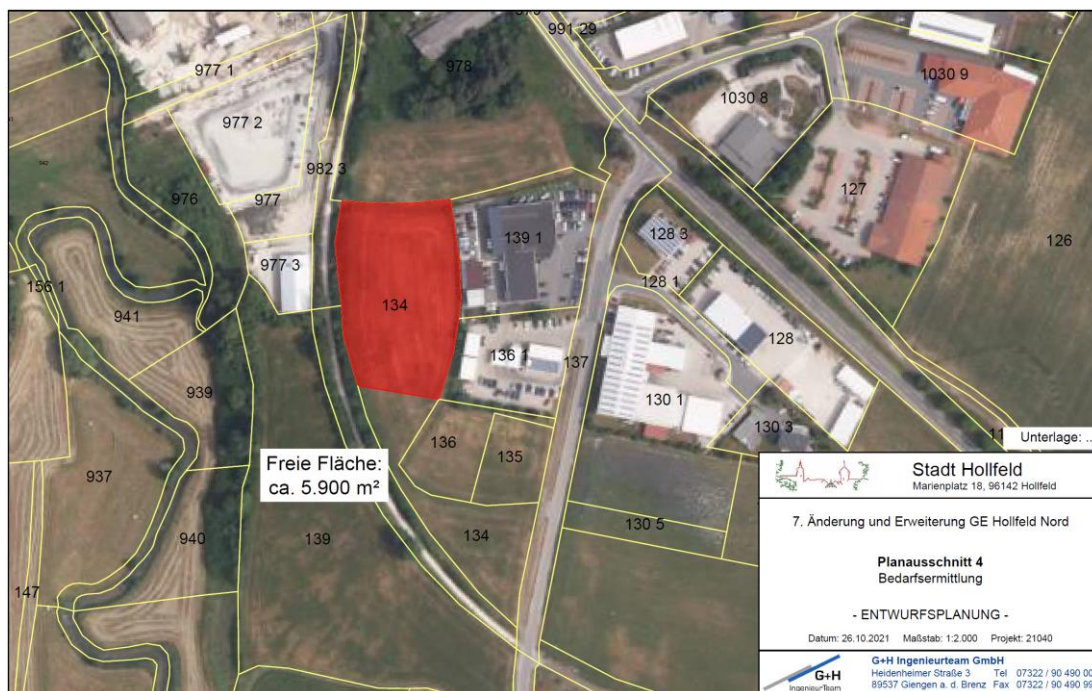 991 29
977 1
978
1030 9
1030 8
977 2
982 3
127
976
977
139 1
128 3
126
977 3
128 1
156 1
941
134
136 1
137
128
939
130 1
130 3
11
Unterlage: ..
136
135
Freie Fläche:
ca. 5.900 m²
937
940
139
134
130 5
147
Stadt Hollfeld
Marienplatz 18, 96142 Hollfeld
7. Änderung und Erweiterung GE Hollfeld Nord
Planausschnitt 4
Bedarfsermittlung
- ENTWURFSPLANUNG -
Datum: 26.10.2021 Maßstab: 1:2.000 Projekt: 21040
G+H
IngenieurTeam
G+H Ingenieurteam GmbH
Heidenheimer Straße 3 Tel 07322 / 90 490 00
89537 Giengen a. d. Brenz Fax 07322 / 90 490 99